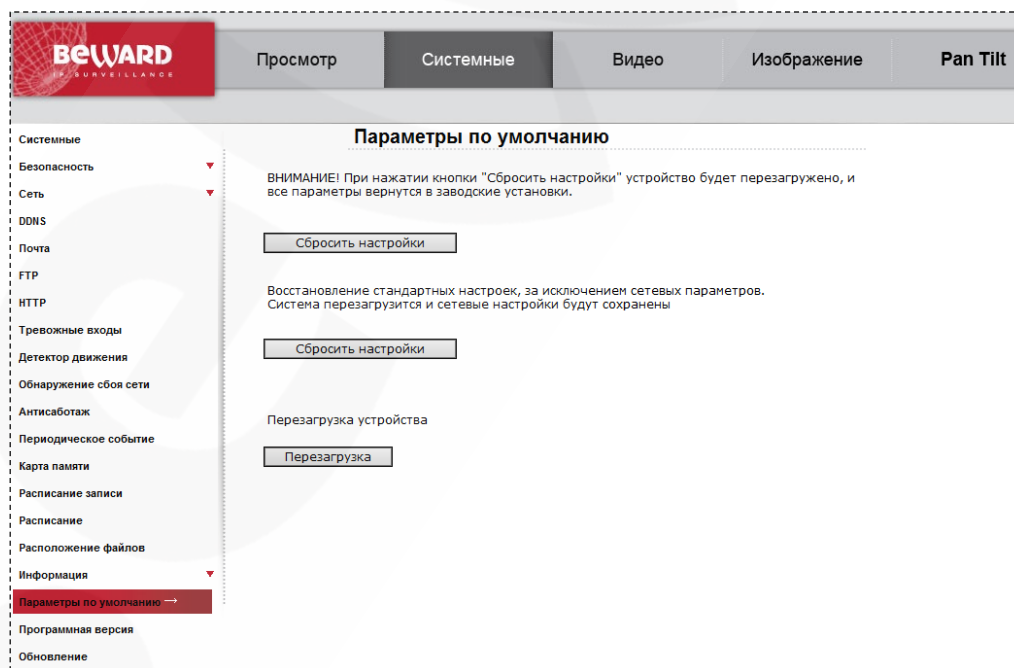 BEWARD
IP SURVEILLANCE
Просмотр
Системные
Видео
Изображение
Pan Tilt
Системные
Безопасность
Сеть
DDNS
Почта
FTP
HTTP
Тревожные входы
Детектор движения
Обнаружение сбоя сети
Антисаботаж
Периодическое событие
Карта памяти
Расписание записи
Расписание
Расположение файлов
Информация
Параметры по умолчанию →
Программная версия
Обновление
Параметры по умолчанию
ВНИМАНИЕ! При нажатии кнопки "Сбросить настройки" устройство будет перезагружено, и
все параметры вернутся в заводские установки.
Сбросить настройки
Восстановление стандартных настроек, за исключением сетевых параметров.
Система перезагрузится и сетевые настройки будут сохранены
Сбросить настройки
Перезагрузка устройства
Перезагрузка